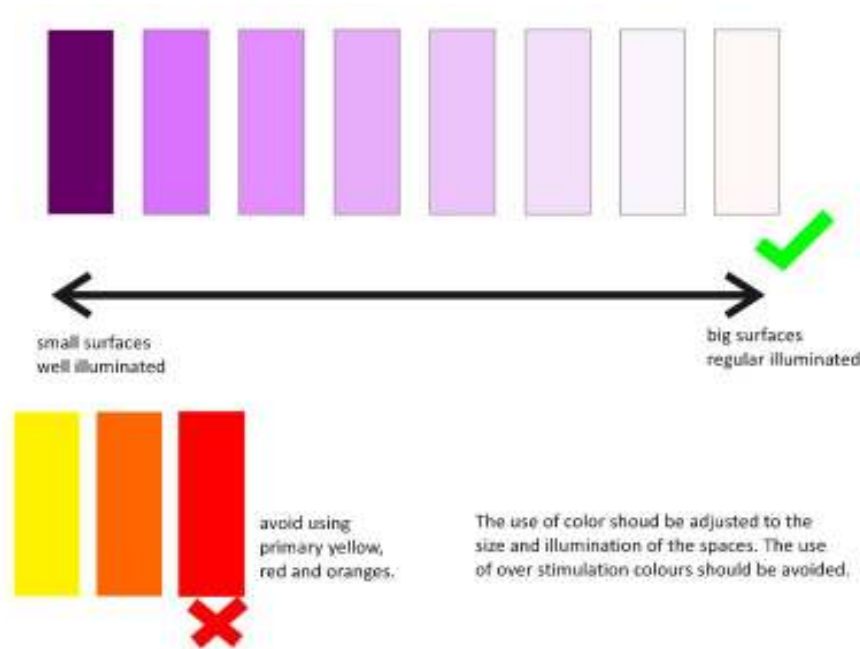 small surfaces
well illuminated
big surfaces
regular illuminated
avoid using
primary yellow,
red and oranges.
The use of color shoud be adjusted to the
size and illumination of the spaces. The use
of over stimulation colours should be avoided.